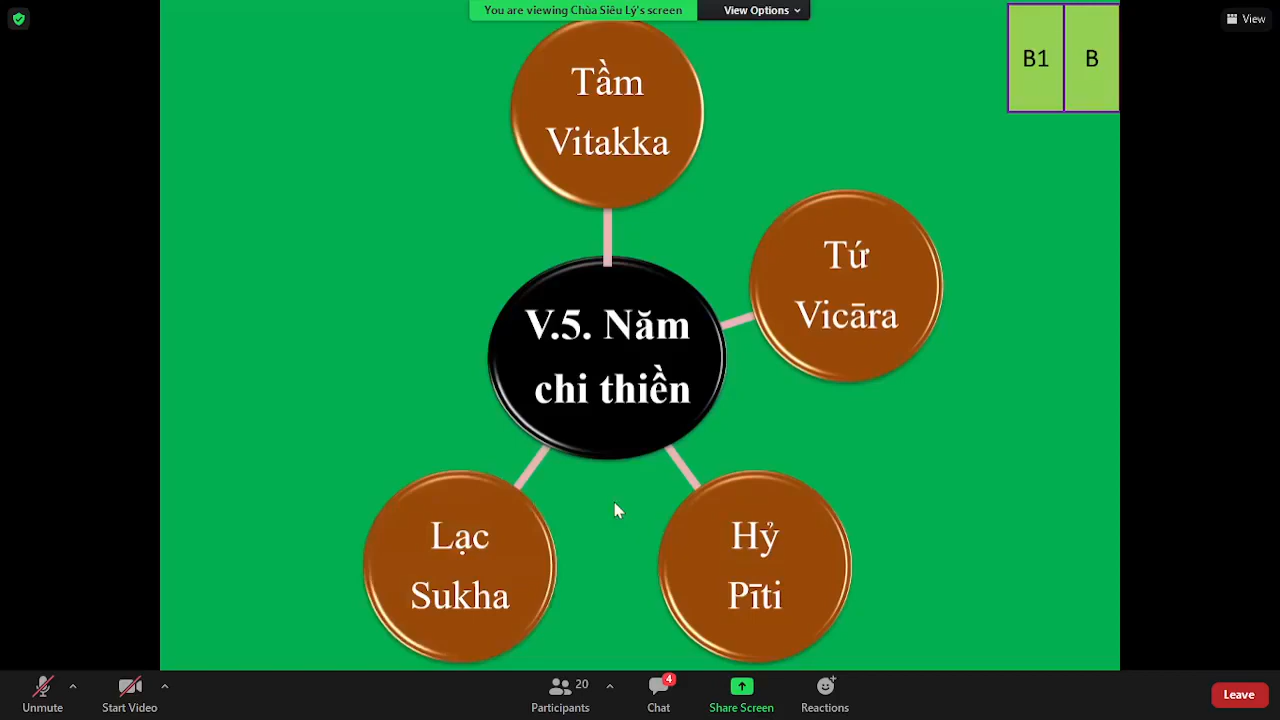 You are viewing Chùa Siêu Lý's screen
View Options
View
B1
B
Tầm
Vitakka
Tứ
Vicāra
V.5. Năm
chi thiền
Lạc
Sukha
Hỷ
Pīti
Unmute
Start Video
20
Participants
4
Chat
Share Screen
Reactions
Leave